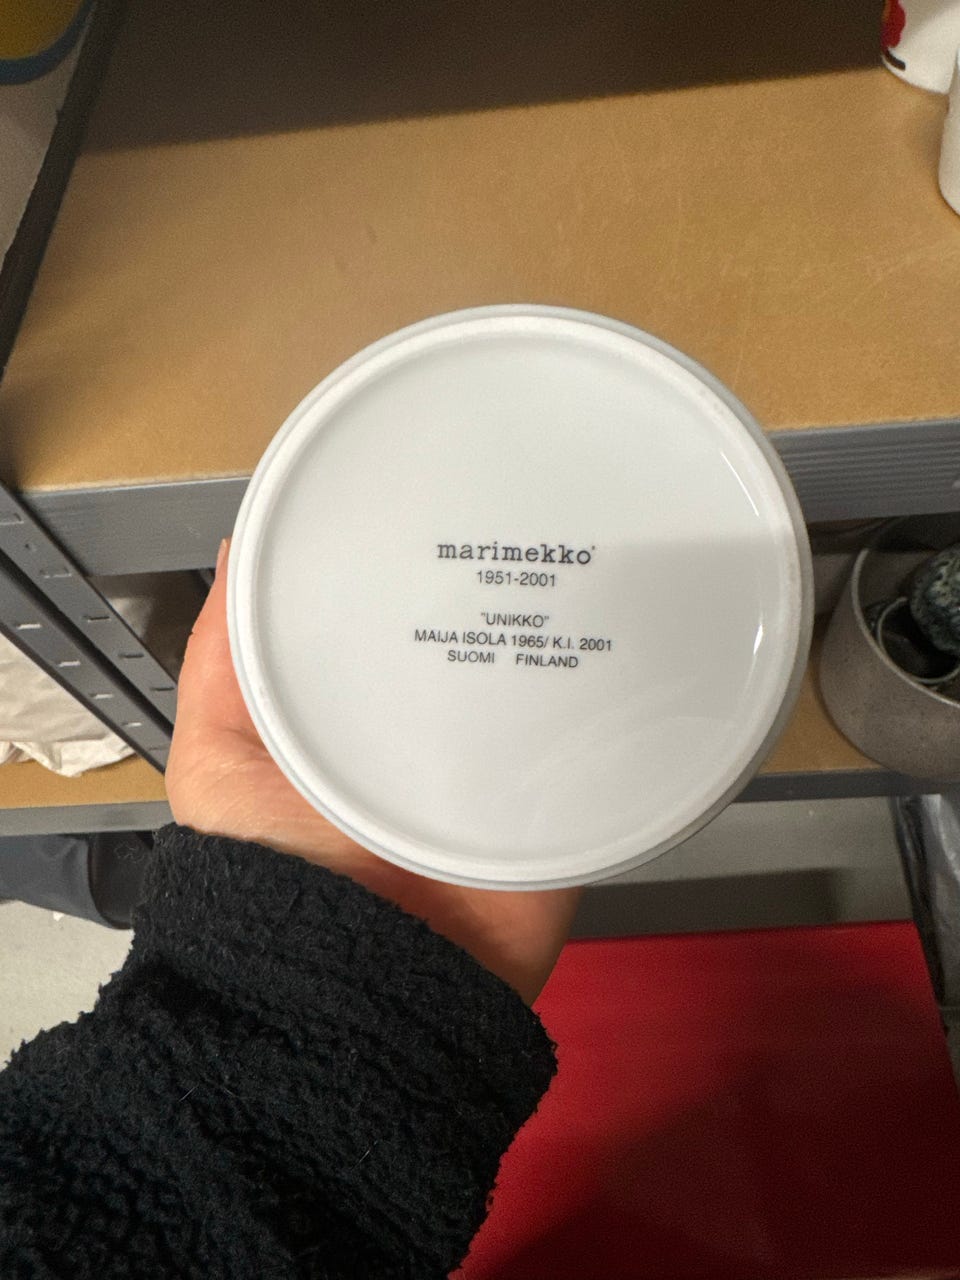 marimekko®
1951-2001
"UNIKKO"
MAIJA ISOLA 1965/ K.I. 2001
SUOMI FINLAND